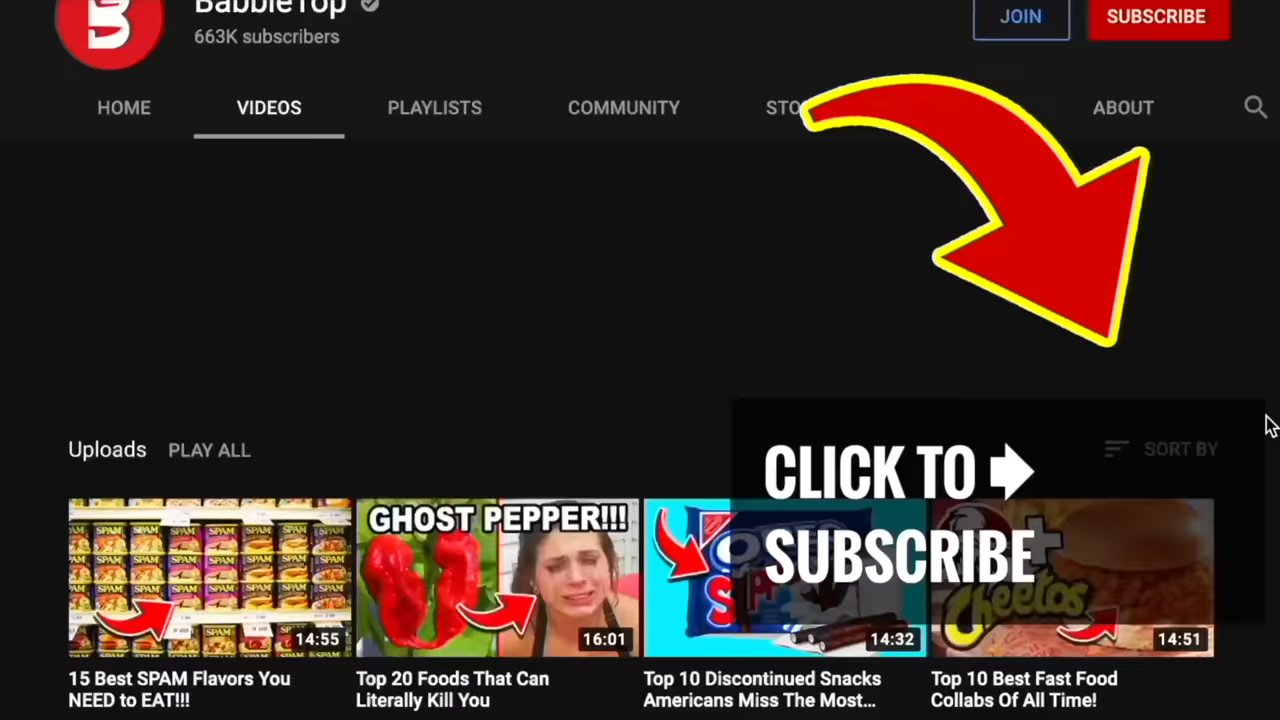 BabbleTop
663K subscribers
JOIN
SUBSCRIBE
HOME
VIDEOS
PLAYLISTS
COMMUNITY
ABOUT
Uploads
PLAY ALL
SORT BY
CLICK TO
SUBSCRIBE
SPAM
14:55
GHOST PEPPER!!!
16:01
14:32
Cheetos
14:51
15 Best SPAM Flavors You
NEED to EAT!!!
Top 20 Foods That Can
Literally Kill You
Top 10 Discontinued Snacks
Americans Miss The Most...
Top 10 Best Fast Food
Collabs Of All Time!